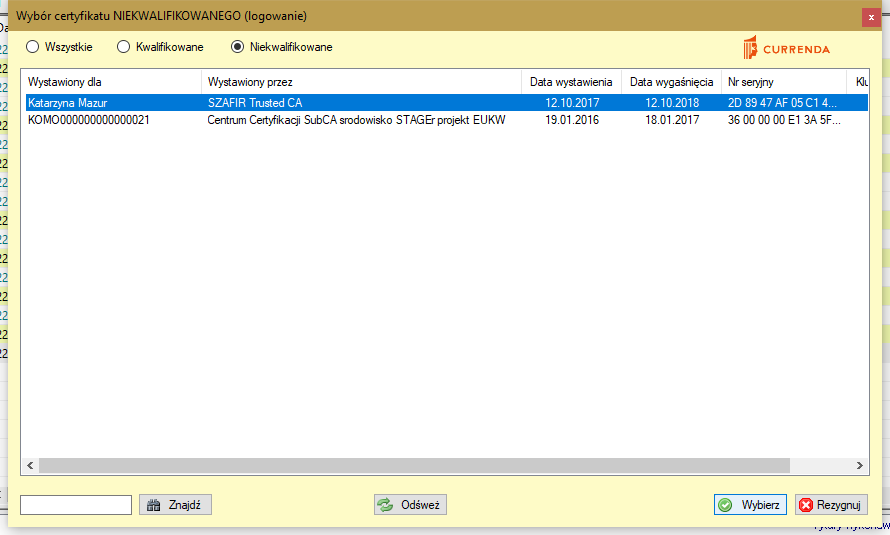 Wybór certyfikatu NIEKWALIFIKOWANEGO (logowanie)
Wszystkie Kwalifikowane Niekwalifikowane
CURRENDA
Wystawiony dla Wystawiony przez Data wystawienia Data wygaśnięcia Nr seryjny Klu
Katarzyna Mazur SZAFIR Trusted CA 12.10.2017 12.10.2018 2D 89 47 AF 05 C1 4...
KOMO000000000000021 Centrum Certyfikacji SubCA srodowisko STAGEr projekt EUKW 19.01.2016 18.01.2017 36 00 00 00 E1 3A 5F...
Znajdź Odśwież Wybierz Rezygnuj